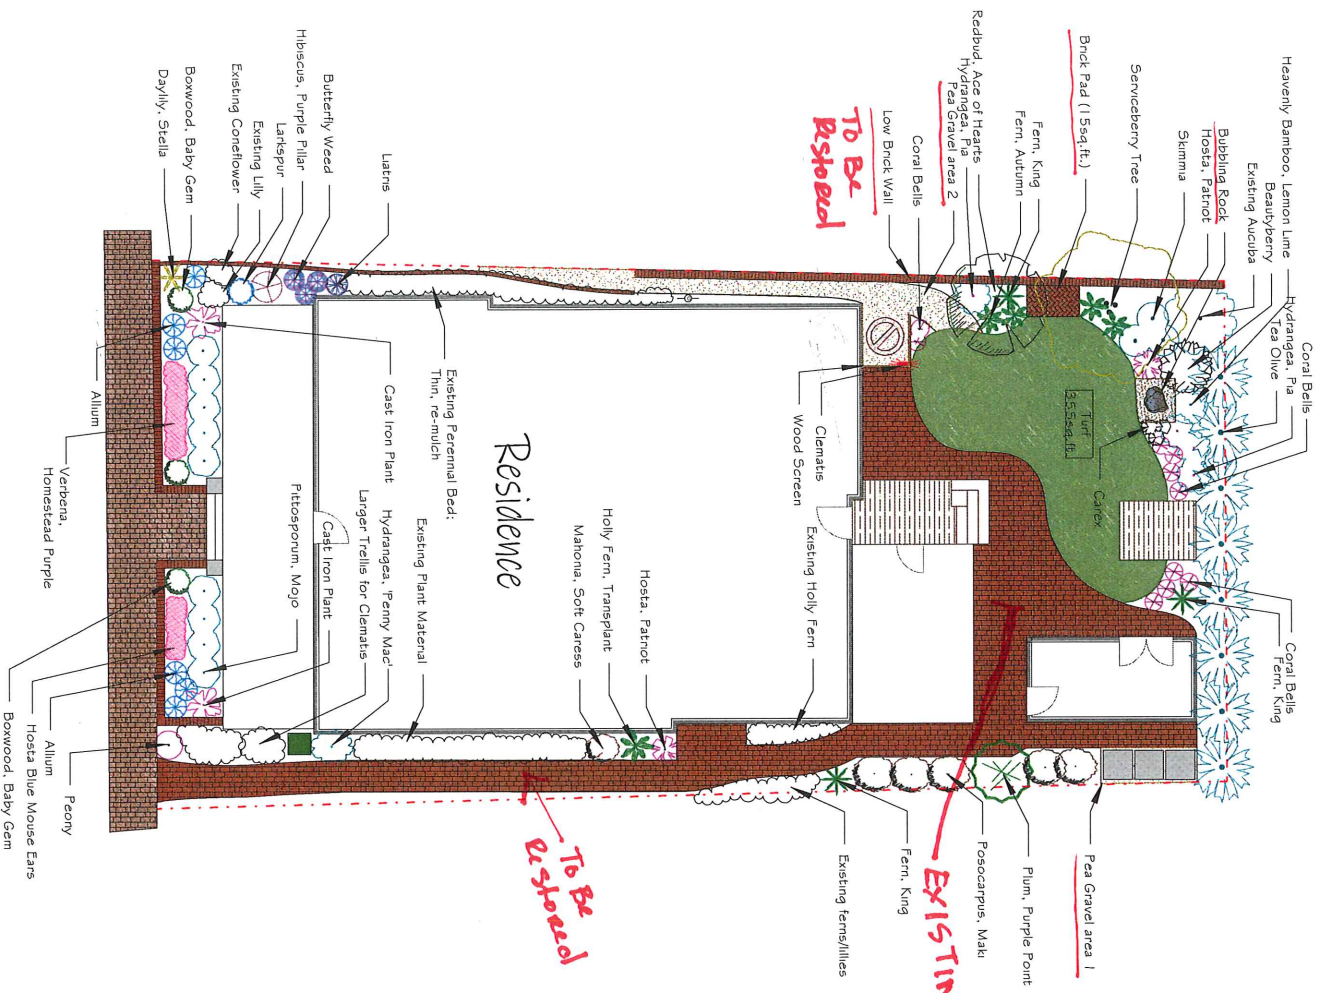 Heavenly Bamboo, Lemon Lime
Beautyberry
Existing Aucuba
Bubbling Rock
Hosta, Patriot
Skimmia
Serviceberry Tree
Brick Pad (15sq.ft.)
Fern, King
Fern, Autumn
Redbud, Ace of Hearts
Hydrangea, Pia
Pea Gravel area 2
Coral Bells
Low Brick Wall
To Be
Restored
Coral Bells
Hydrangea, Pia
Tea Olive
Turf
355sq.ft.
Carex
Coral Bells
Fern, King
Clematis
Wood Screen
Existing Holly Fern
Pea Gravel area 1
Plum, Purple Point
Posocarpus, Maki
EXISTIN
Fern, King
Existing ferns/lillies
To Be
Restored
Residence
Hosta, Patriot
Holly Fern, Transplant
Mahonia, Soft Caress
Existing Perennial Bed;
Thin, re-mulch
Existing Plant Material
Hydrangea, 'Penny Mac'
Larger Trellis for Clematis
Cast Iron Plant
Cast Iron Plant
Pittosporum, Mojo
Liatris
Butterfly Weed
Hibiscus, Purple Pillar
Larkspur
Existing Lilly
Existing Coneflower
Boxwood, Baby Gem
Daylily, Stella
Allium
Verbena,
Homestead Purple
Peony
Allium
Hosta Blue Mouse Ears
Boxwood, Baby Gem